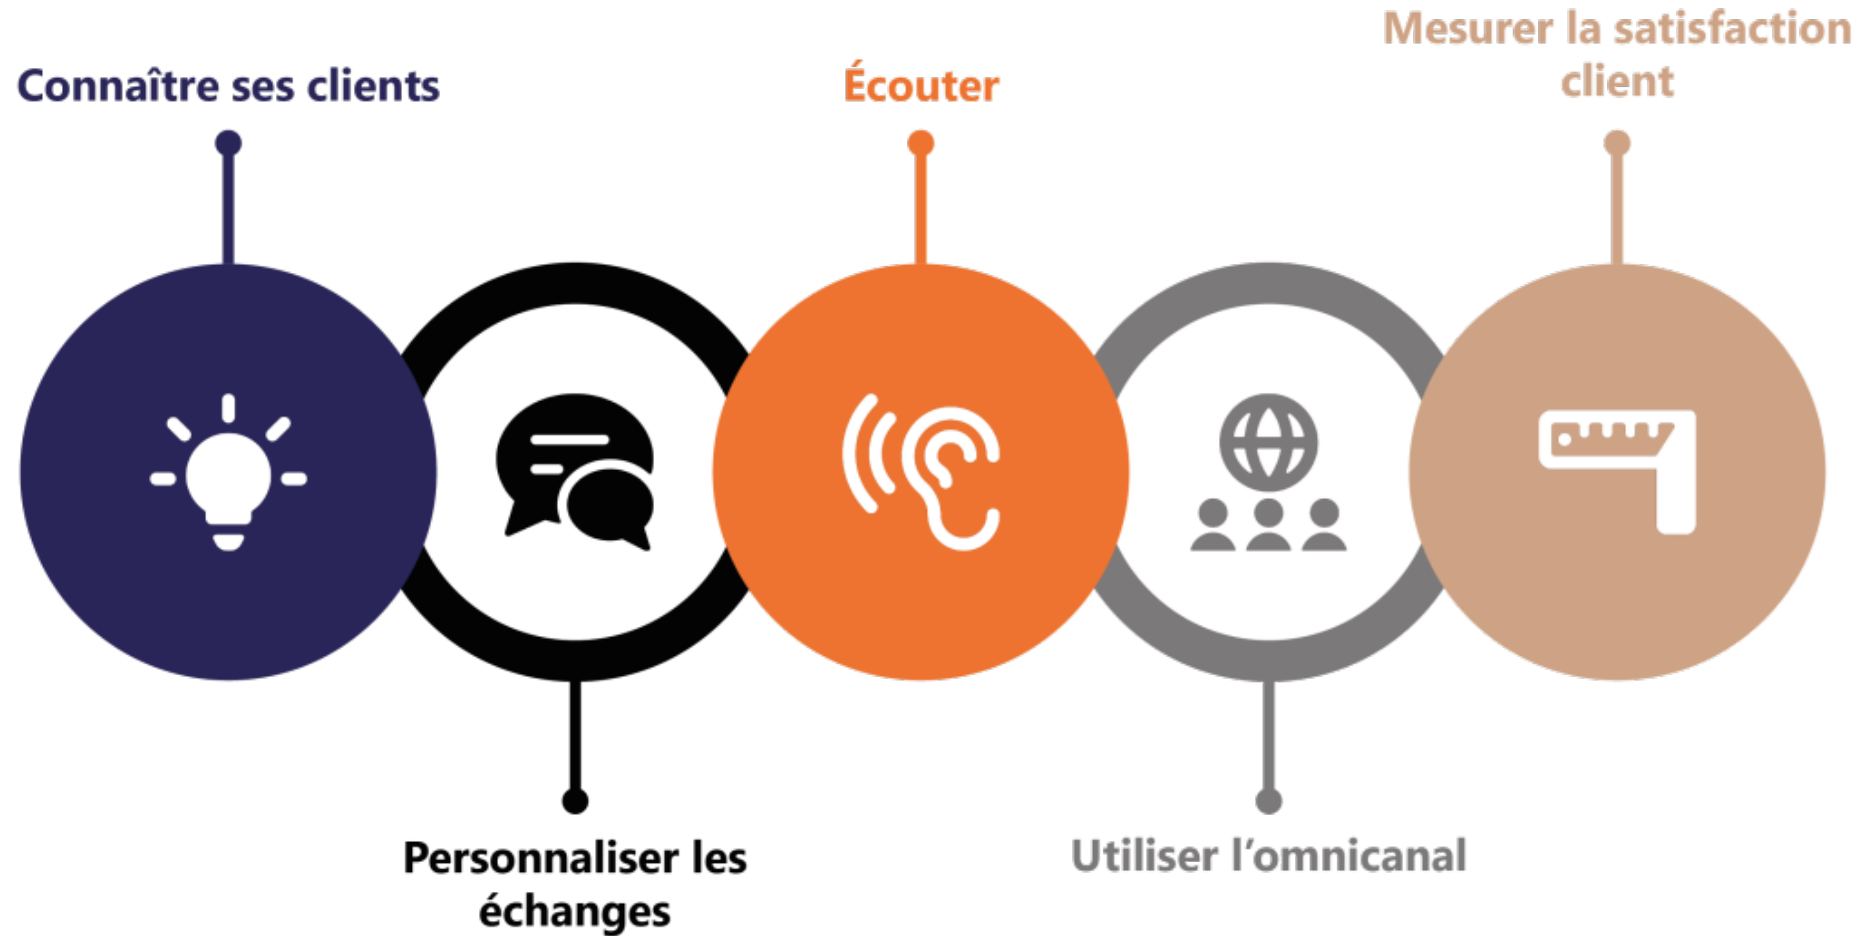 Connaître ses clients
Personnaliser les
échanges
Écouter
Utiliser l’omnicanal
Mesurer la satisfaction
client